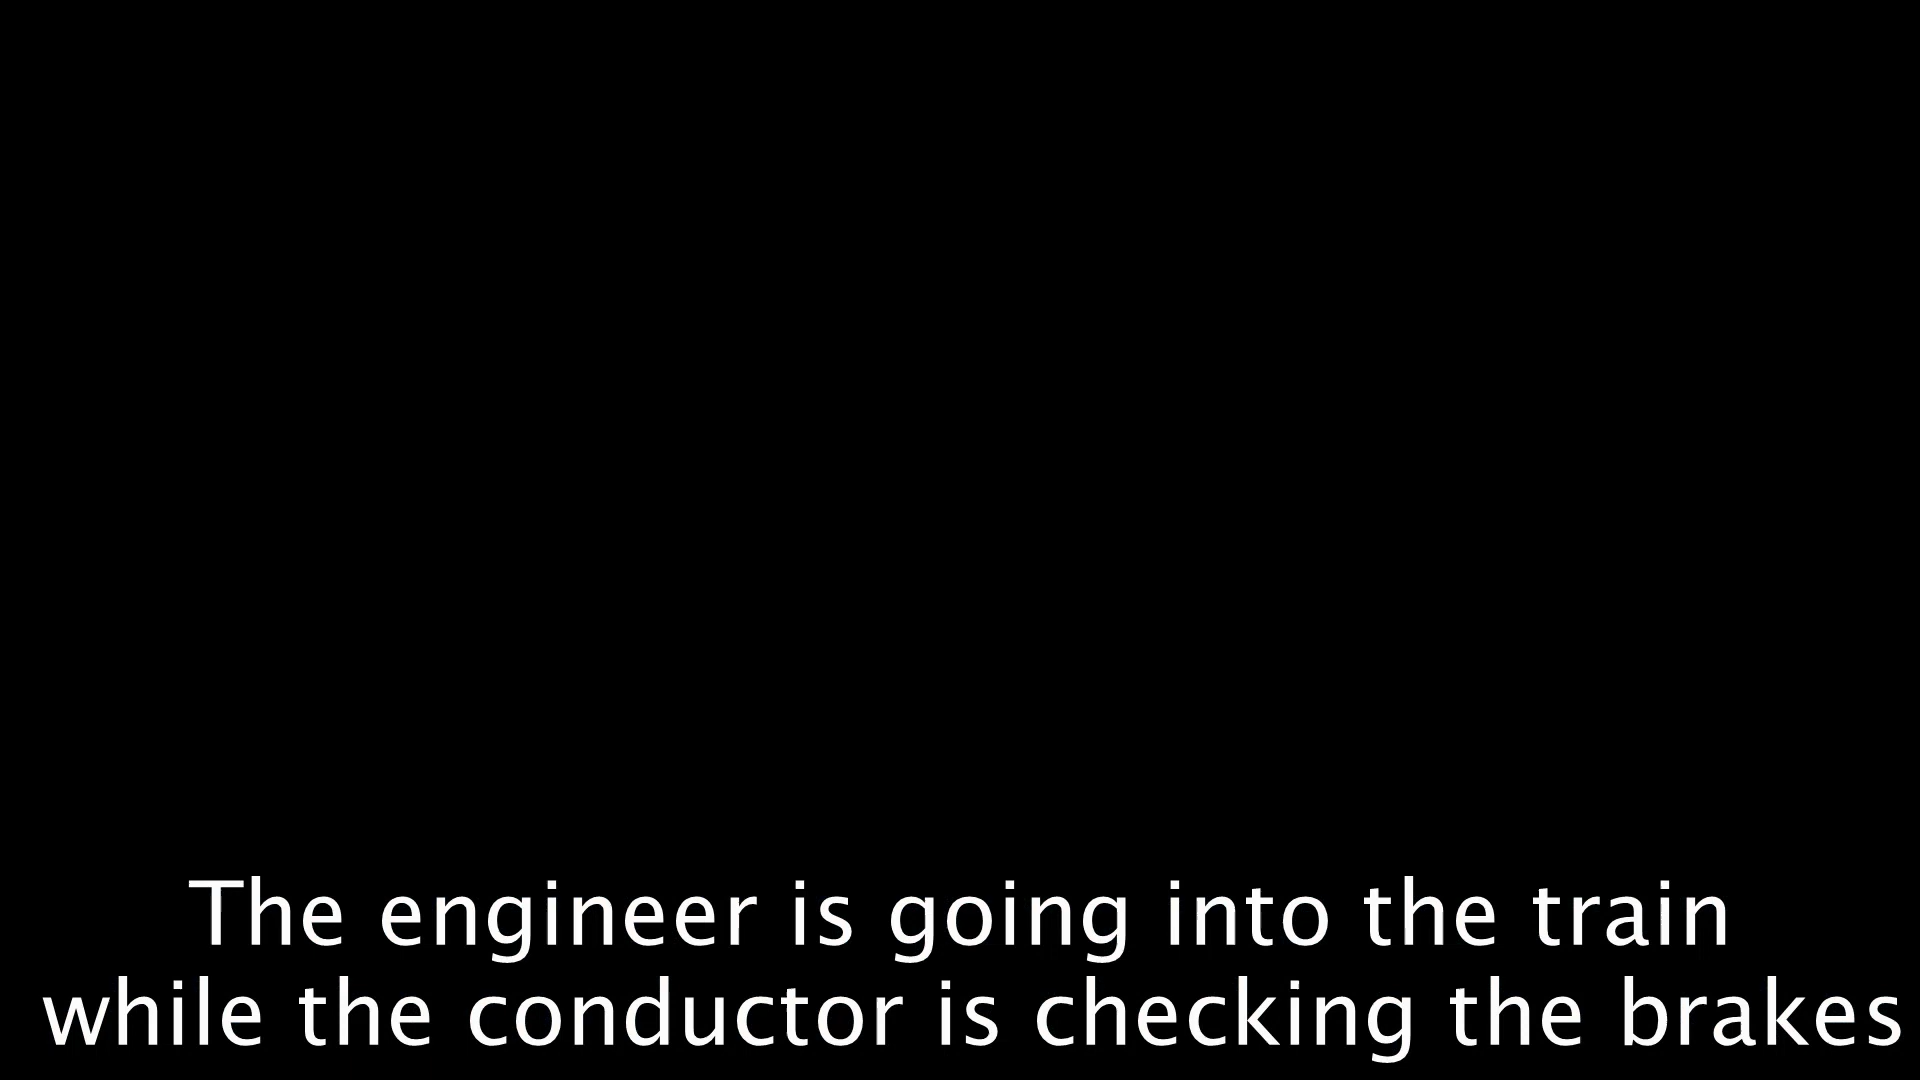 The engineer is going into the train
while the conductor is checking the brakes